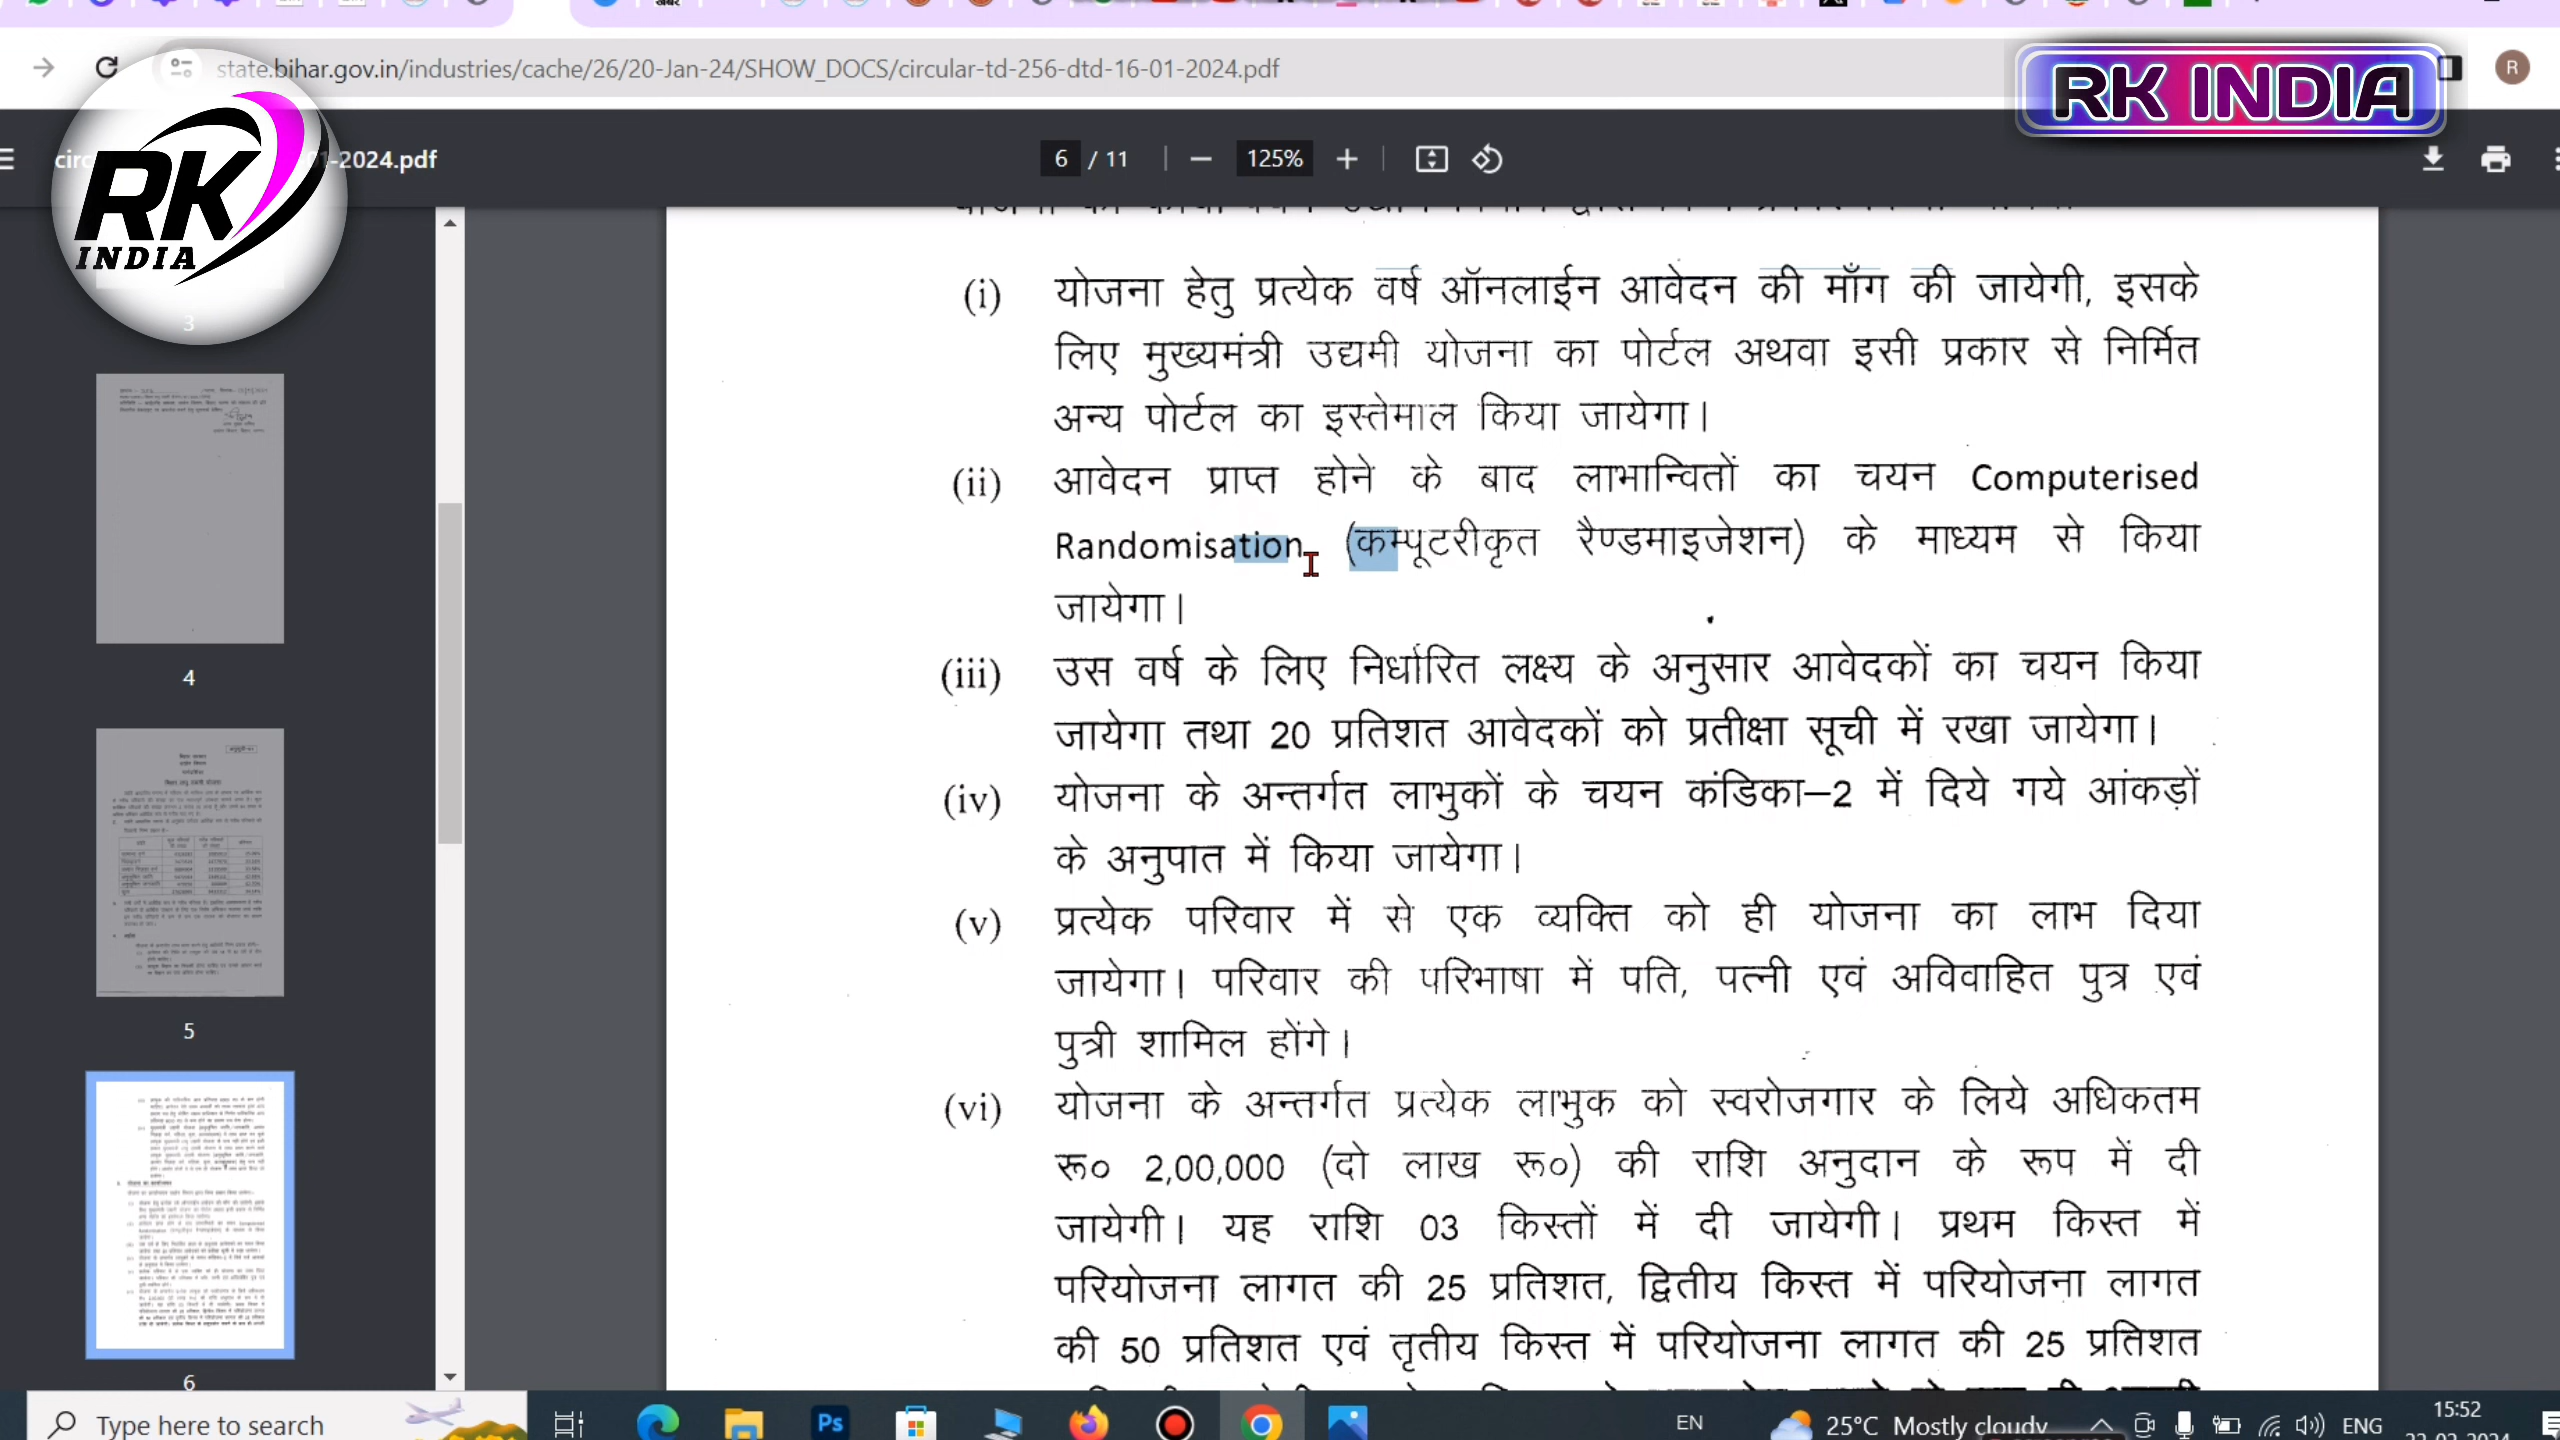 state.bihar.gov.in/industries/cache/26/20-Jan-24/SHOW_DOCS/circular-td-256-dtd-16-01-2024.pdf
RK INDIA
R
RK
INDIA
-2024.pdf
6 / 11
125%
3
4
5
6
(i) योजना हेतु प्रत्येक वर्ष ऑनलाईन आवेदन की माँग की जायेगी, इसके
लिए मुख्यमंत्री उद्यमी योजना का पोर्टल अथवा इसी प्रकार से निर्मित
अन्य पोर्टल का इस्तेमाल किया जायेगा।
(ii) आवेदन प्राप्त होने के बाद लाभान्वितों का चयन Computerised
Randomisation (कम्पूटरीकृत रैण्डमाइजेशन) के माध्यम से किया
जायेगा।
(iii) उस वर्ष के लिए निर्धारित लक्ष्य के अनुसार आवेदकों का चयन किया
जायेगा तथा 20 प्रतिशत आवेदकों को प्रतीक्षा सूची में रखा जायेगा।
(iv) योजना के अन्तर्गत लाभुकों के चयन कंडिका–2 में दिये गये आंकड़ों
के अनुपात में किया जायेगा।
(v) प्रत्येक परिवार में से एक व्यक्ति को ही योजना का लाभ दिया
जायेगा। परिवार की परिभाषा में पति, पत्नी एवं अविवाहित पुत्र एवं
पुत्री शामिल होंगे।
(vi) योजना के अन्तर्गत प्रत्येक लाभुक को स्वरोजगार के लिये अधिकतम
रू० 2,00,000 (दो लाख रू०) की राशि अनुदान के रूप में दी
जायेगी। यह राशि 03 किस्तों में दी जायेगी। प्रथम किस्त में
परियोजना लागत की 25 प्रतिशत, द्वितीय किस्त में परियोजना लागत
की 50 प्रतिशत एवं तृतीय किस्त में परियोजना लागत की 25 प्रतिशत
Type here to search
Ps
EN
25°C Mostly cloudy
ENG
15:52